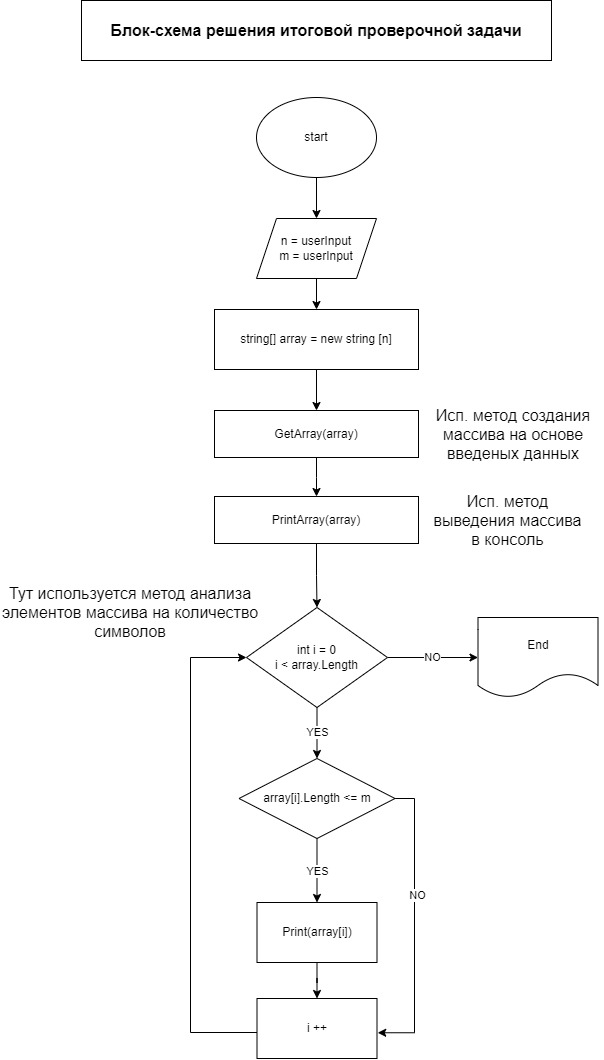 Блок-схема решения итоговой проверочной задачи
start
n = userInput
m = userInput
string[] array = new string [n]
GetArray(array)
Исп. метод создания
массива на основе
введеных данных
PrintArray(array)
Исп. метод
выведения массива
в консоль
Тут используется метод анализа
элементов массива на количество
символов
int i = 0
i < array.Length
NO
End
YES
array[i].Length <= m
YES
NO
Print(array[i])
i ++